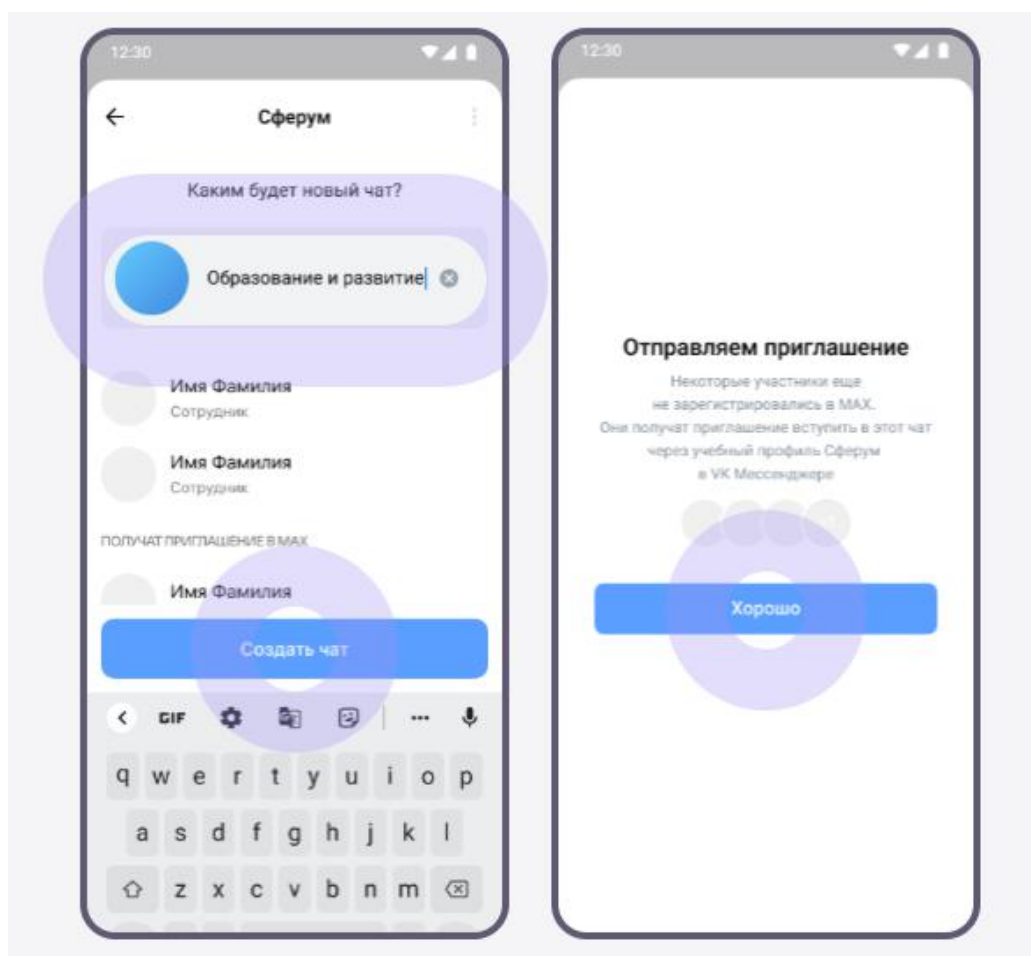 12:30
Сферум
Каким будет новый чат?
Образование и развитие
Имя Фамилия
Сотрудник
Имя Фамилия
Сотрудник
ПОЛУЧАТ ПРИГЛАШЕНИЕ В MAX
Имя Фамилия
Создать чат
GIF
q w e r t y u i o p
a s d f g h j k l
z x c v b n m
12:30
Отправляем приглашение
Некоторые участники еще
не зарегистрировались в MAX.
Они получат приглашение вступить в этот чат
через учебный профиль Сферум
в VK Мессенджере
Хорошо